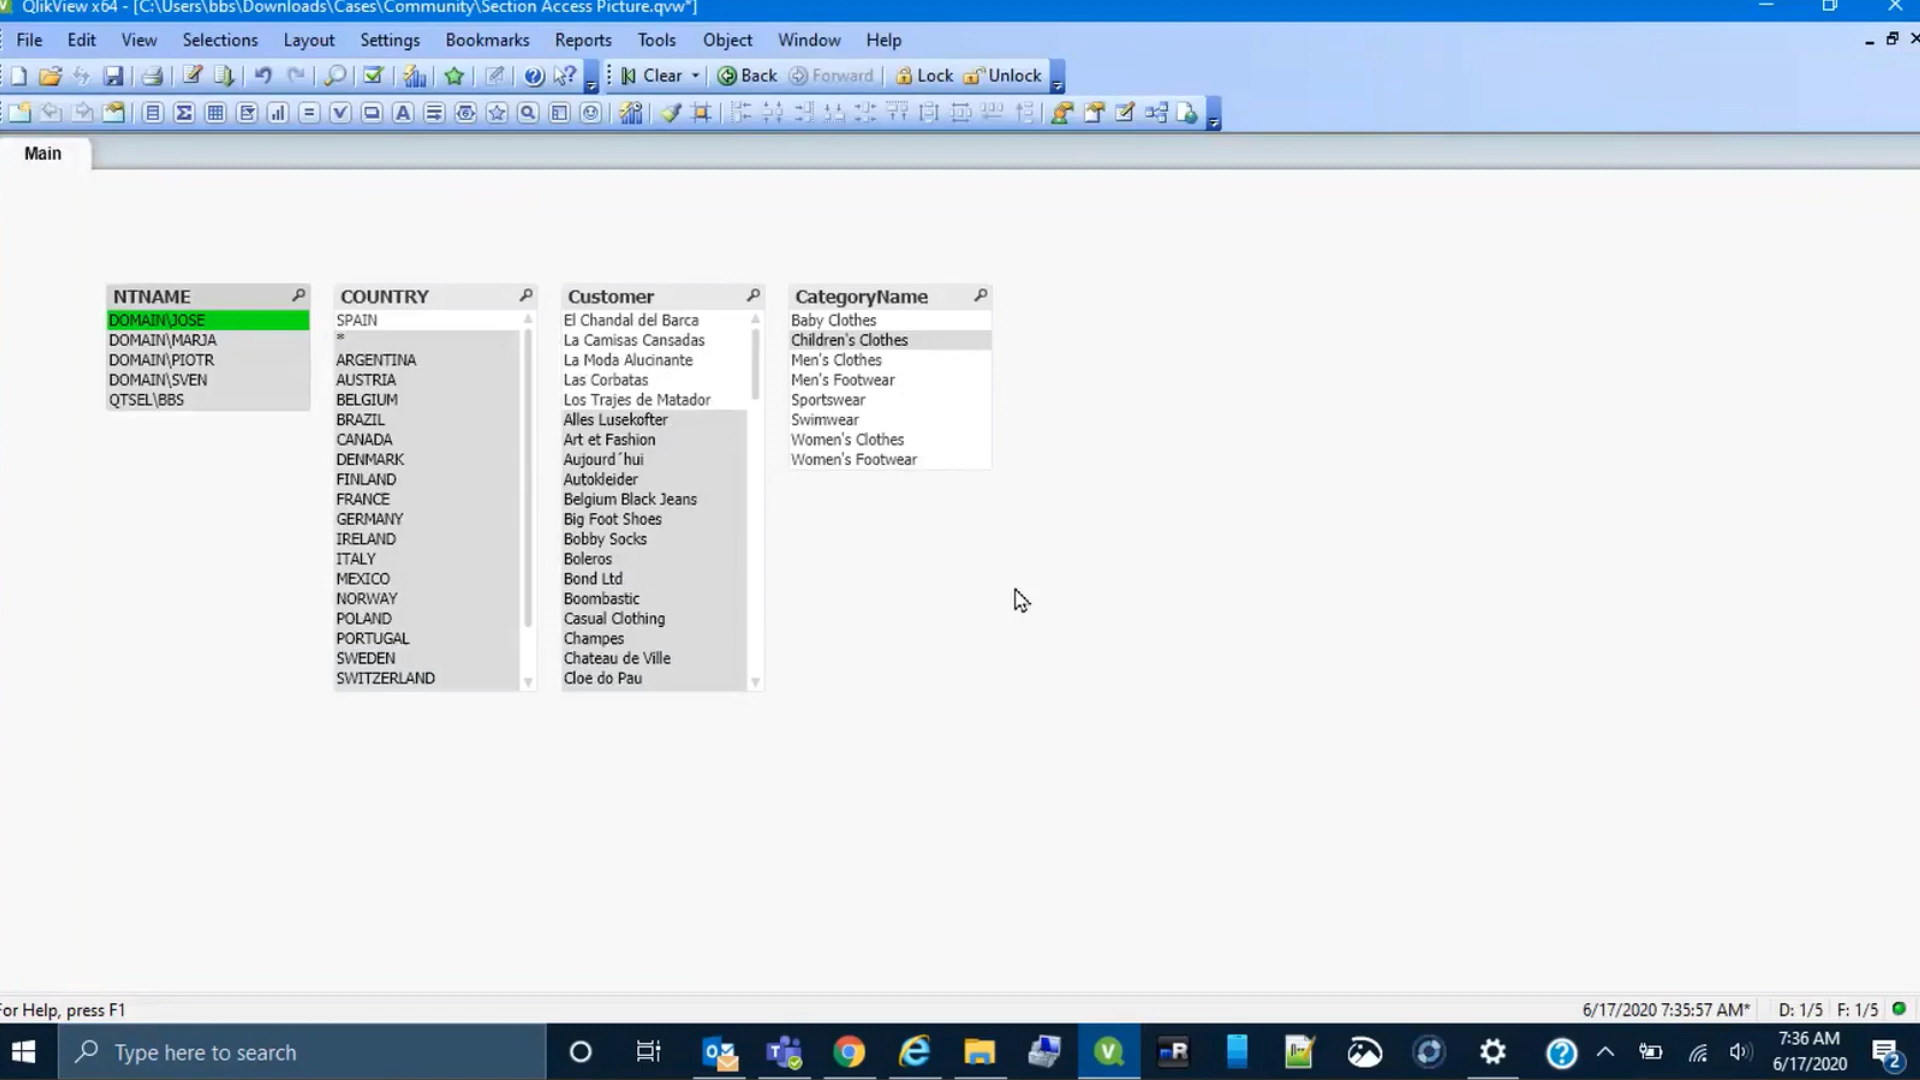 QlikView x64 - [C:\Users\bbs\Downloads\Cases\Community\Section Access Picture.qvw*]
File Edit View Selections Layout Settings Bookmarks Reports Tools Object Window Help
Clear Back Forward Lock Unlock
Main
NTNAME
DOMAIN\JOSE
DOMAIN\MARJA
DOMAIN\PIOTR
DOMAIN\SVEN
QTSEL\BBS
COUNTRY
SPAIN
*
ARGENTINA
AUSTRIA
BELGIUM
BRAZIL
CANADA
DENMARK
FINLAND
FRANCE
GERMANY
IRELAND
ITALY
MEXICO
NORWAY
POLAND
PORTUGAL
SWEDEN
SWITZERLAND
Customer
El Chandal del Barca
La Camisas Cansadas
La Moda Alucinante
Las Corbatas
Los Trajes de Matador
Alles Lusekofter
Art et Fashion
Aujourd´hui
Autokleider
Belgium Black Jeans
Big Foot Shoes
Bobby Socks
Boleros
Bond Ltd
Boombastic
Casual Clothing
Champes
Chateau de Ville
Cloe do Pau
CategoryName
Baby Clothes
Children's Clothes
Men's Clothes
Men's Footwear
Sportswear
Swimwear
Women's Clothes
Women's Footwear
For Help, press F1
6/17/2020 7:35:57 AM* D: 1/5 F: 1/5
Type here to search
7:36 AM
6/17/2020
2